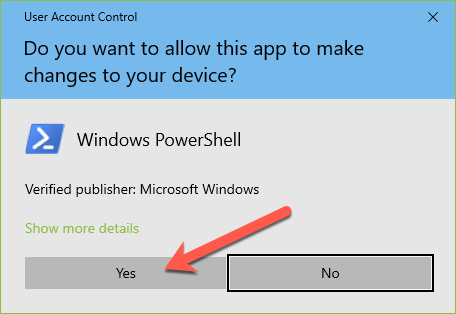 User Account Control
Do you want to allow this app to make
changes to your device?
Windows PowerShell
Verified publisher: Microsoft Windows
Show more details
Yes
No